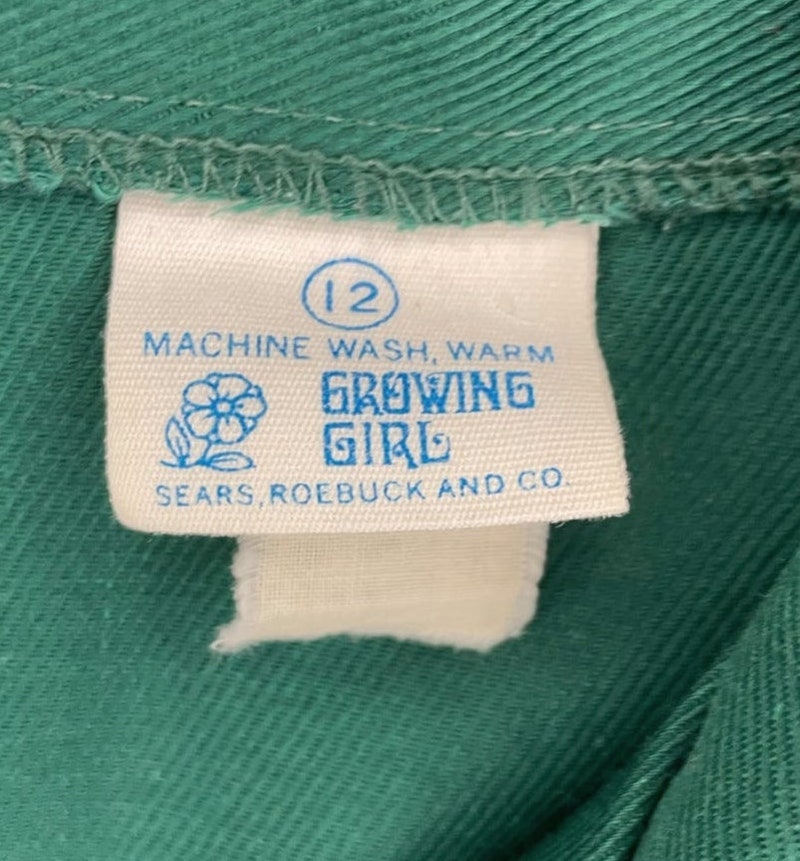 12
MACHINE WASH, WARM
GROWING
GIRL
SEARS, ROEBUCK AND CO